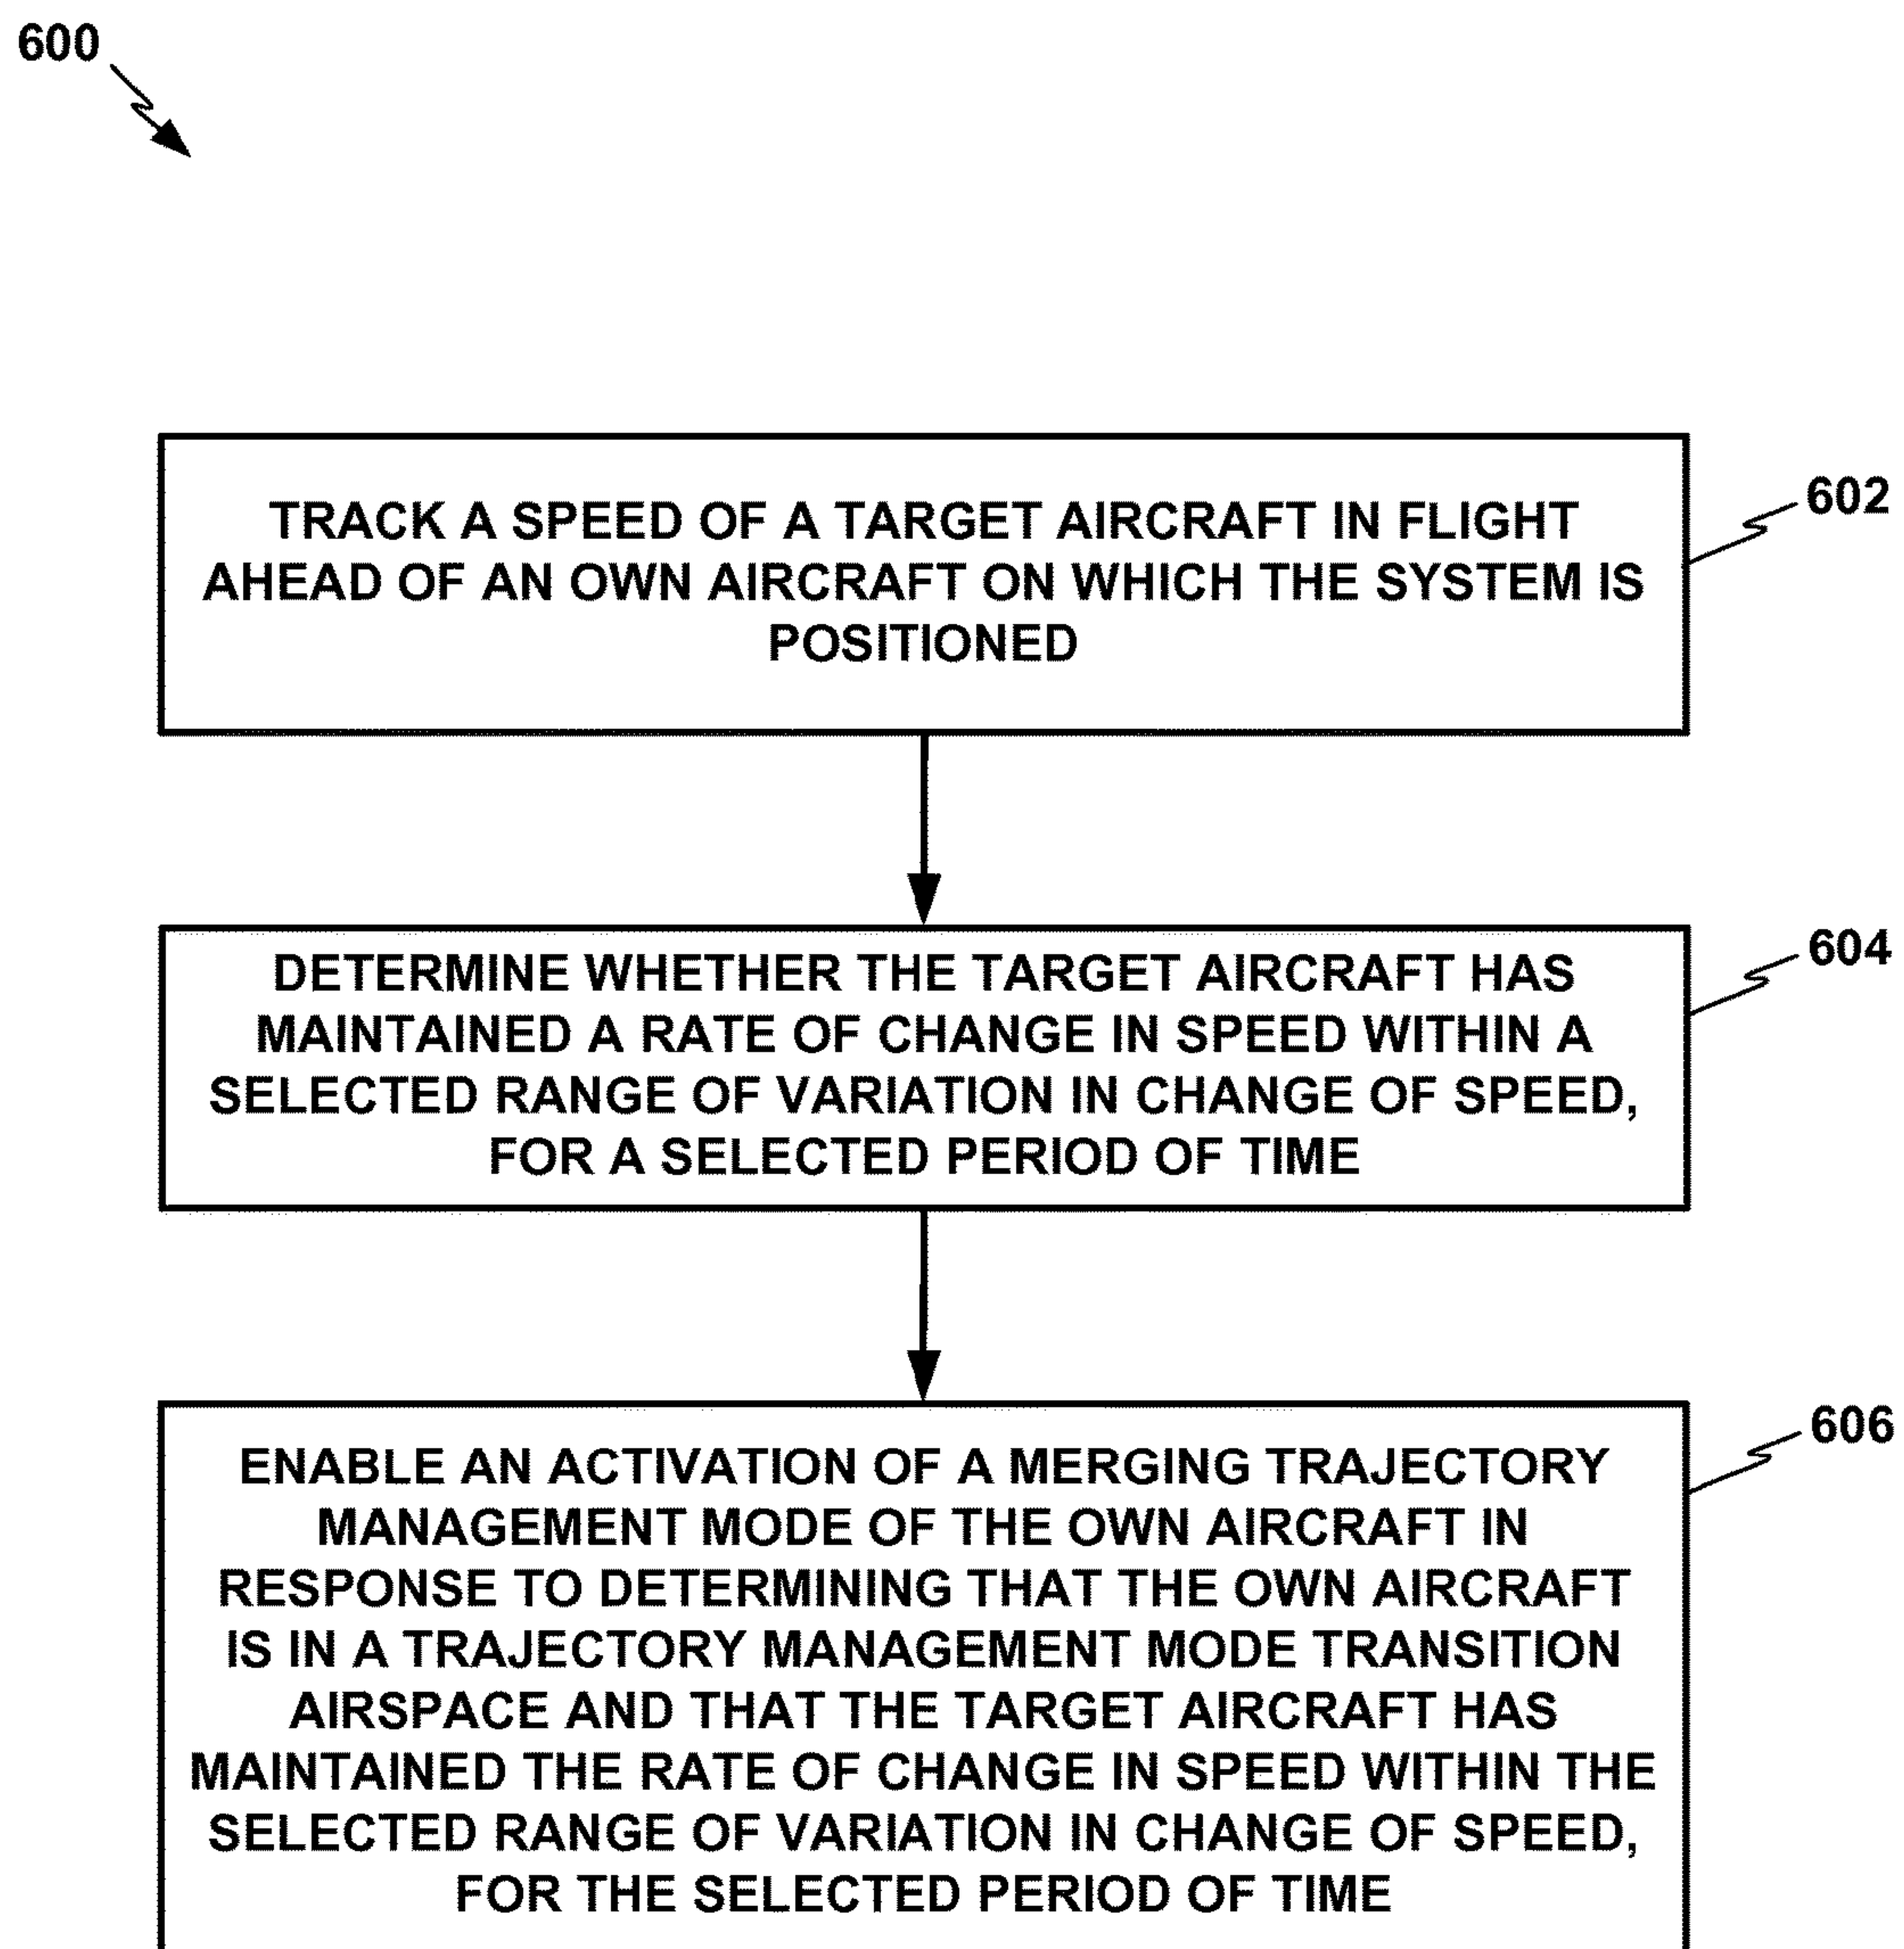 600
TRACK A SPEED OF A TARGET AIRCRAFT IN FLIGHT
AHEAD OF AN OWN AIRCRAFT ON WHICH THE SYSTEM IS
POSITIONED
602
DETERMINE WHETHER THE TARGET AIRCRAFT HAS
MAINTAINED A RATE OF CHANGE IN SPEED WITHIN A
SELECTED RANGE OF VARIATION IN CHANGE OF SPEED,
FOR A SELECTED PERIOD OF TIME
604
ENABLE AN ACTIVATION OF A MERGING TRAJECTORY
MANAGEMENT MODE OF THE OWN AIRCRAFT IN
RESPONSE TO DETERMINING THAT THE OWN AIRCRAFT
IS IN A TRAJECTORY MANAGEMENT MODE TRANSITION
AIRSPACE AND THAT THE TARGET AIRCRAFT HAS
MAINTAINED THE RATE OF CHANGE IN SPEED WITHIN THE
SELECTED RANGE OF VARIATION IN CHANGE OF SPEED,
FOR THE SELECTED PERIOD OF TIME
606